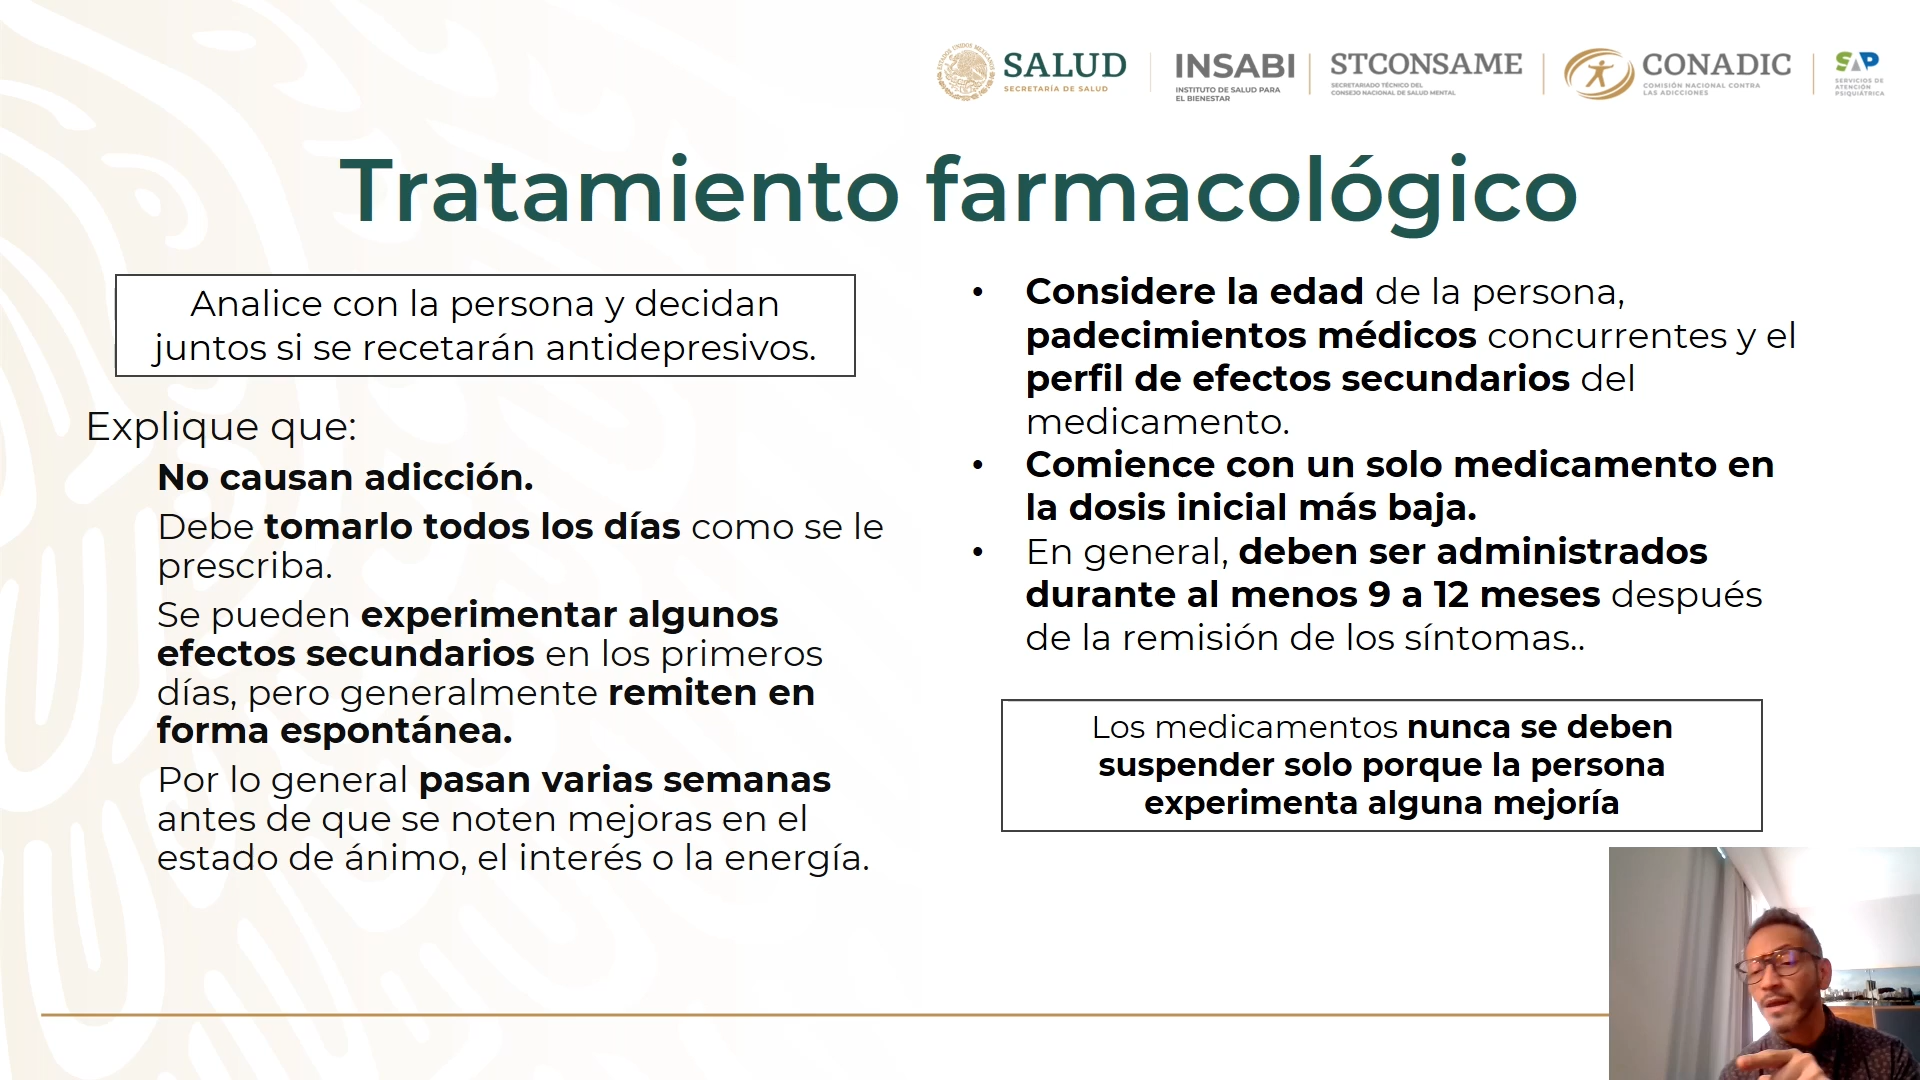 SALUD
SECRETARÍA DE SALUD
INSABI
INSTITUTO DE SALUD PARA
EL BIENESTAR
STCONSAME
SECRETARIADO TÉCNICO DEL
CONSEJO NACIONAL DE SALUD MENTAL
CONADIC
COMISIÓN NACIONAL CONTRA
LAS ADICCIONES
SAP
SERVICIOS DE
ATENCIÓN
PSIQUIÁTRICA
Tratamiento farmacológico
Analice con la persona y decidan
juntos si se recetarán antidepresivos.
Explique que:
No causan adicción.
Debe tomarlo todos los días como se le
prescriba.
Se pueden experimentar algunos
efectos secundarios en los primeros
días, pero generalmente remiten en
forma espontánea.
Por lo general pasan varias semanas
antes de que se noten mejoras en el
estado de ánimo, el interés o la energía.
• Considere la edad de la persona,
padecimientos médicos concurrentes y el
perfil de efectos secundarios del
medicamento.
• Comience con un solo medicamento en
la dosis inicial más baja.
• En general, deben ser administrados
durante al menos 9 a 12 meses después
de la remisión de los síntomas..
Los medicamentos nunca se deben
suspender solo porque la persona
experimenta alguna mejoría